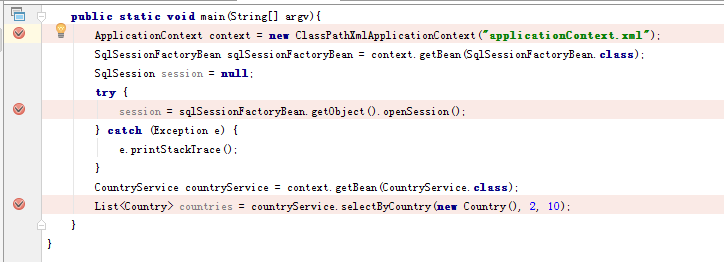 public static void main(String[] argv){
ApplicationContext context = new ClassPathXmlApplicationContext("applicationContext.xml");
SqlSessionFactoryBean sqlSessionFactoryBean = context.getBean(SqlSessionFactoryBean.class);
SqlSession session = null;
try {
session = sqlSessionFactoryBean.getObject().openSession();
} catch (Exception e) {
e.printStackTrace();
}
CountryService countryService = context.getBean(CountryService.class);
List<Country> countries = countryService.selectByCountry(new Country(), 2, 10);
}
}